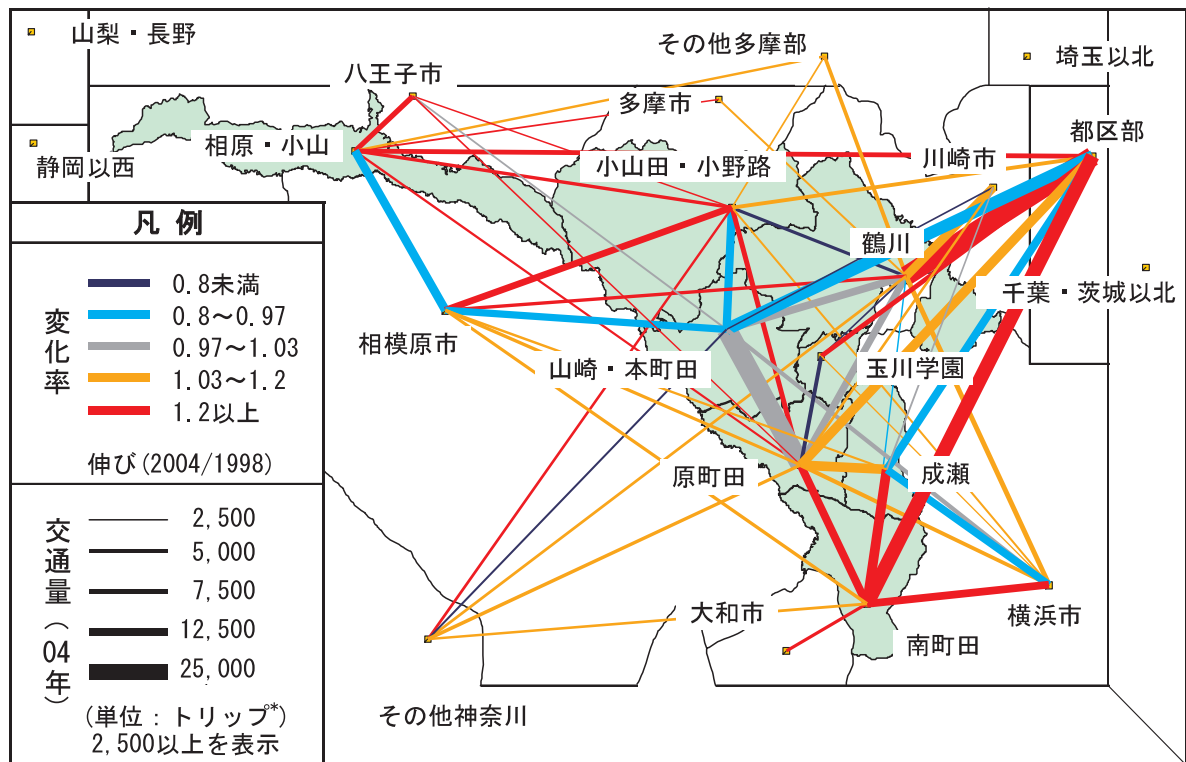 山梨・長野
その他多摩部
埼玉以北
八王子市
多摩市
都区部
相原・小山
静岡以西
小山田・小野路
川崎市
凡 例
変化率
0.8未満
0.8～0.97
0.97～1.03
1.03～1.2
1.2以上
伸び(2004/1998)
鶴川
千葉・茨城以北
相模原市
山崎・本町田
玉川学園
原町田
成瀬
交通量(04年)
2,500
5,000
7,500
12,500
25,000
(単位：トリップ*)
2,500以上を表示
大和市
横浜市
南町田
その他神奈川